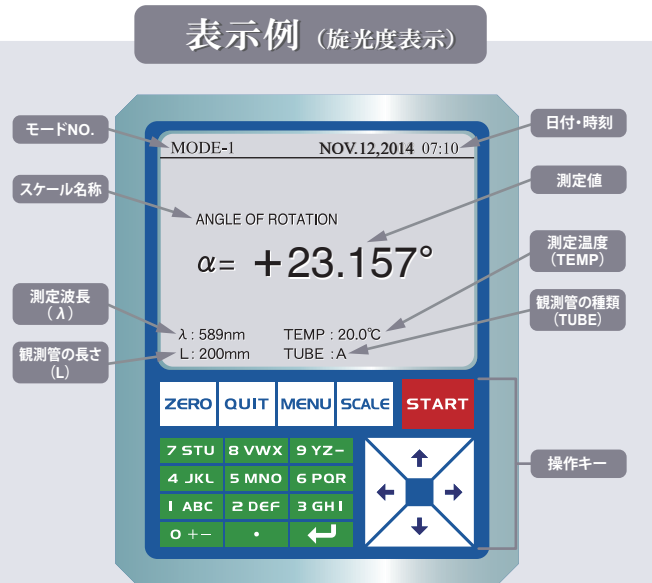 表示例（旋光度表示）
モードNO.
日付・時刻
MODE-1 NOV.12,2014 07:10
スケール名称
測定値
ANGLE OF ROTATION
α= +23.157°
測定温度
（TEMP）
測定波長
（λ）
観測管の種類
（TUBE）
λ : 589nm TEMP : 20.0℃
観測管の長さ
（L）
L : 200mm TUBE : A
ZERO QUIT MENU SCALE START
7 STU 8 VWX 9 YZ−
4 JKL 5 MNO 6 PQR
操作キー
1 ABC 2 DEF 3 GHI
0 +− ・